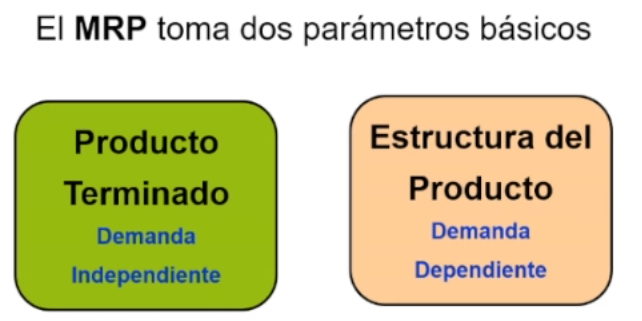 El MRP toma dos parámetros básicos
Producto
Terminado
Demanda
Independiente
Estructura del
Producto
Demanda
Dependiente